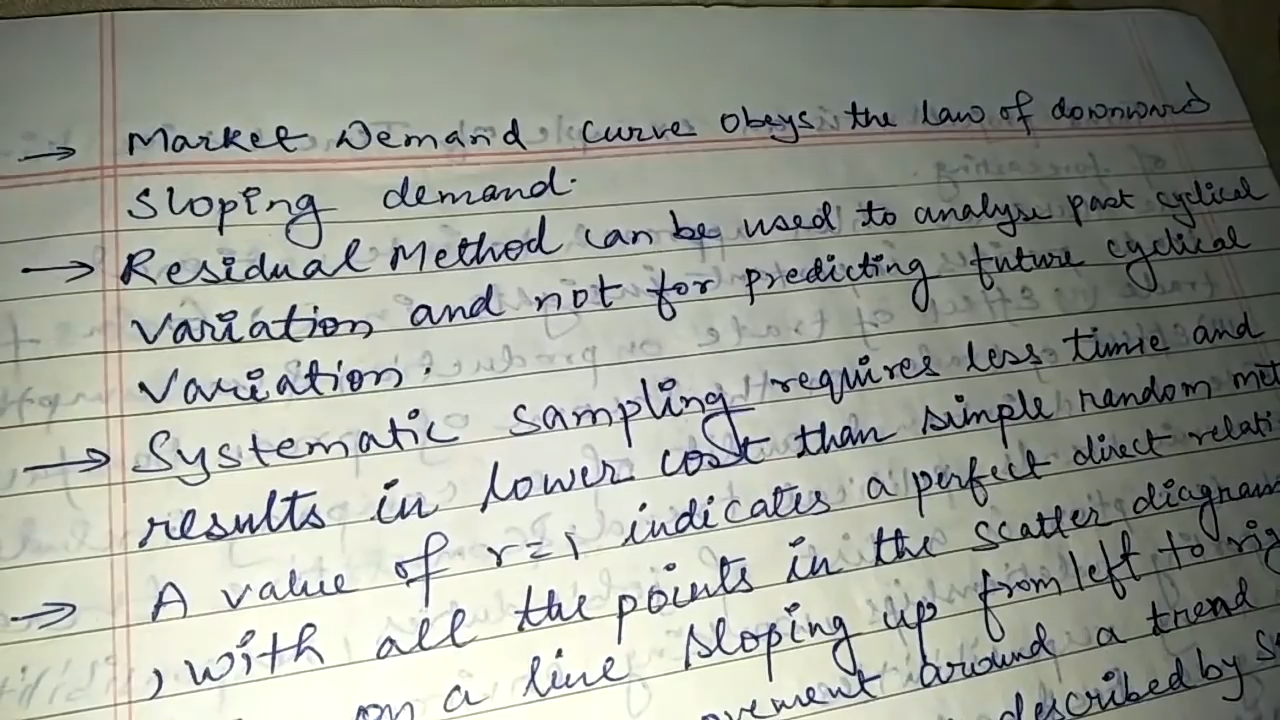 → Market Demand curve obeys the law of downward
sloping demand.
→ Residual Method can be used to analyse past cyclical
variation and not for predicting future cyclical
variation.
→ Systematic sampling requires less time and
results in lower cost than simple random
→ A value of r=1 indicates a perfect direct
, with all the points in the scatter diagram
on a line sloping up from left to
around a trend
described by